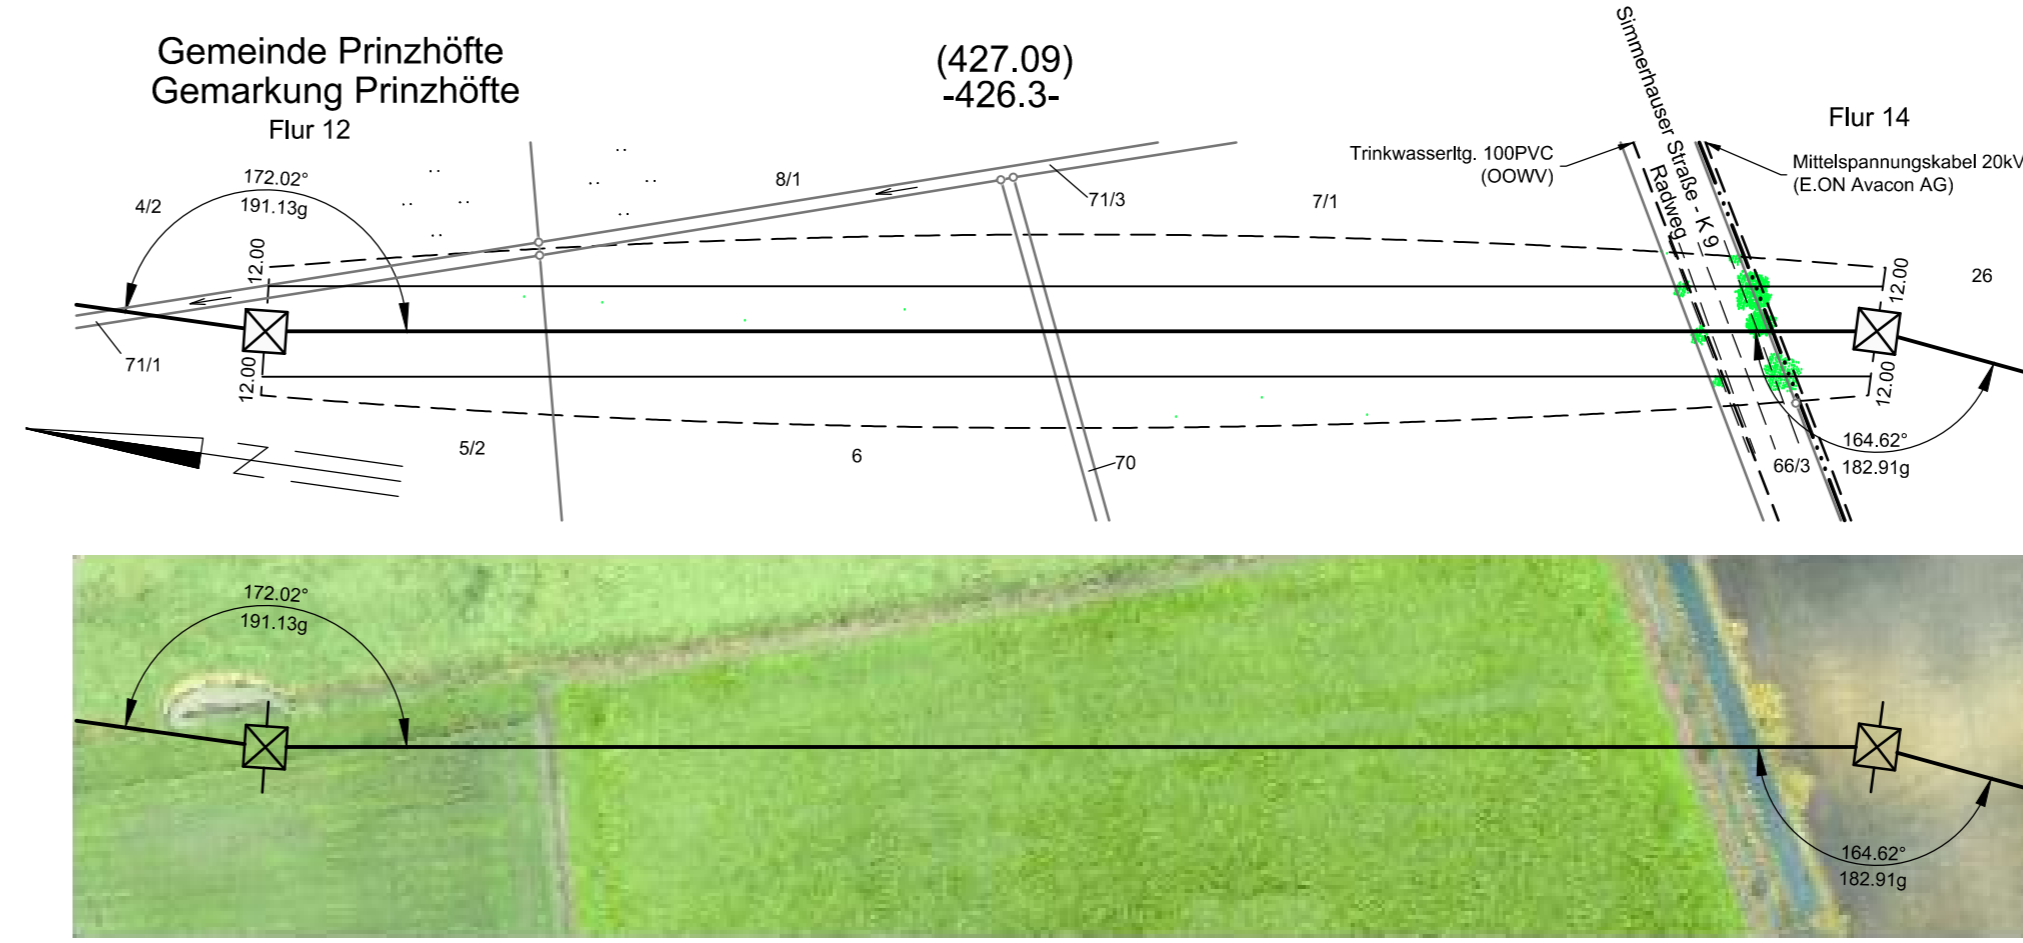 Gemeinde Prinzhöfte
Gemarkung Prinzhöfte
Flur 12
(427.09)
-426.3-
Simmerhauser Straße - K 9
Radweg
Flur 14
Trinkwasserltg. 100PVC
(OOWV)
Mittelspannungskabel 20kV
(E.ON Avacon AG)
172.02°
191.13g
4/2
8/1
71/3
7/1
26
12.00
12.00
12.00
12.00
71/1
5/2
6
70
66/3
164.62°
182.91g
Z
172.02°
191.13g
164.62°
182.91g